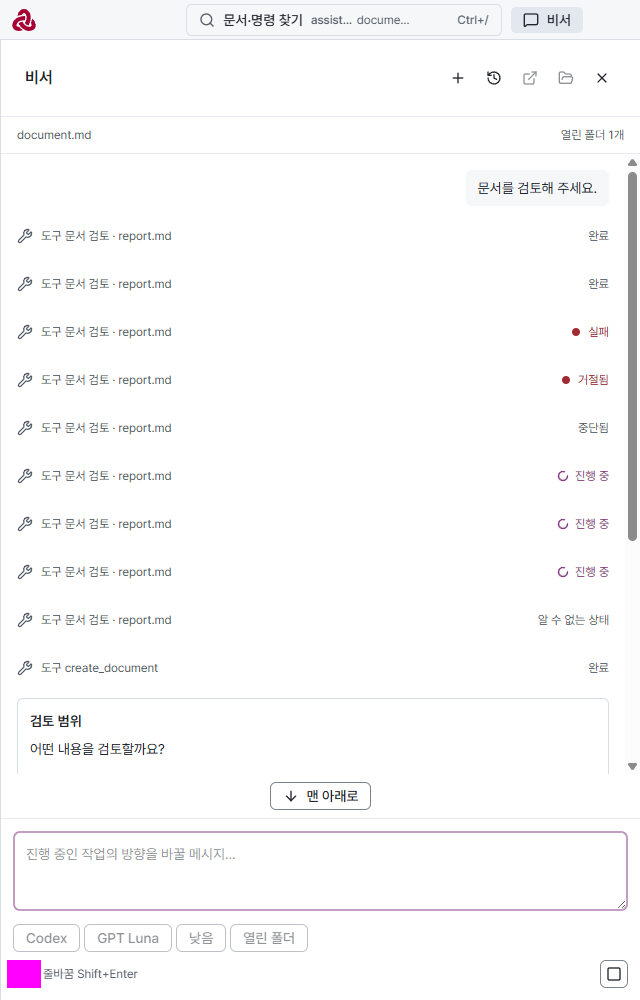 문서·명령 찾기 assist... docume... Ctrl+/ 비서
비서
document.md 열린 폴더 1개
문서를 검토해 주세요.
도구 문서 검토 · report.md 완료
도구 문서 검토 · report.md 완료
도구 문서 검토 · report.md 실패
도구 문서 검토 · report.md 거절됨
도구 문서 검토 · report.md 중단됨
도구 문서 검토 · report.md 진행 중
도구 문서 검토 · report.md 진행 중
도구 문서 검토 · report.md 진행 중
도구 문서 검토 · report.md 알 수 없는 상태
도구 create_document 완료
검토 범위
어떤 내용을 검토할까요?
맨 아래로
진행 중인 작업의 방향을 바꿀 메시지...
Codex GPT Luna 낮음 열린 폴더
줄바꿈 Shift+Enter